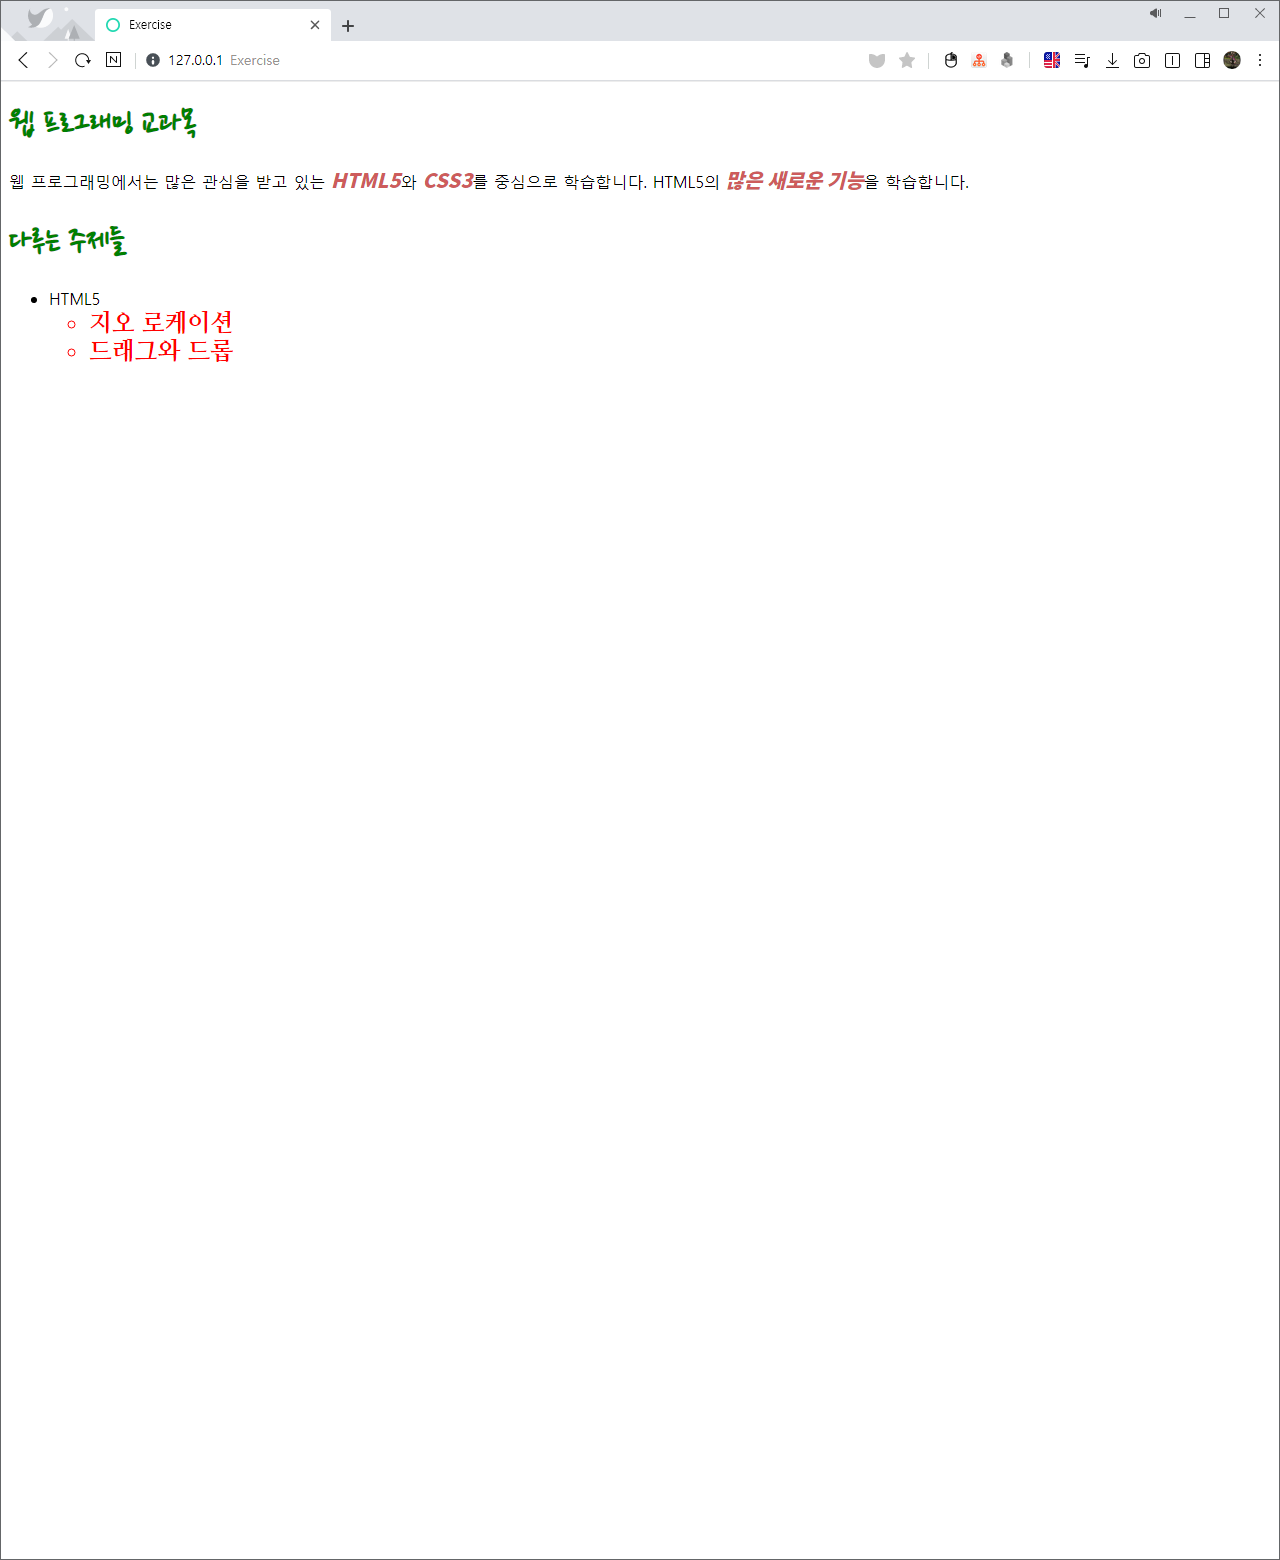 Exercise
127.0.0.1 Exercise
웹 프로그래밍 교과목
웹 프로그래밍에서는 많은 관심을 받고 있는 HTML5와 CSS3를 중심으로 학습합니다. HTML5의 많은 새로운 기능을 학습합니다.
다루는 주제들
HTML5
지오 로케이션
드래그와 드롭